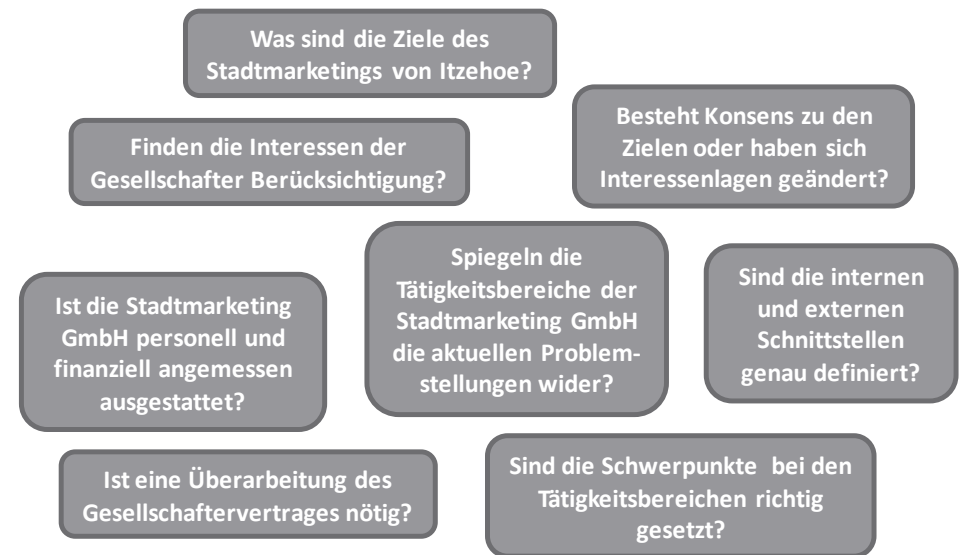 Was sind die Ziele des
Stadtmarketings von Itzehoe?
Besteht Konsens zu den
Zielen oder haben sich
Interessenlagen geändert?
Finden die Interessen der
Gesellschafter Berücksichtigung?
Spiegeln die
Tätigkeitsbereiche der
Stadtmarketing GmbH
die aktuellen Problem-
stellungen wider?
Sind die internen
und externen
Schnittstellen
genau definiert?
Ist die Stadtmarketing
GmbH personell und
finanziell angemessen
ausgestattet?
Ist eine Überarbeitung des
Gesellschaftervertrages nötig?
Sind die Schwerpunkte bei den
Tätigkeitsbereichen richtig
gesetzt?